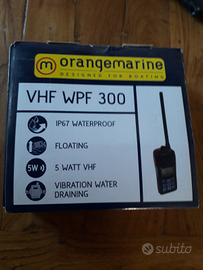 m orangemarine
DESIGNED FOR BOATING
VHF WPF 300
IP67 WATERPROOF
FLOATING
5W 5 WATT VHF
VIBRATION WATER
DRAINING
subito